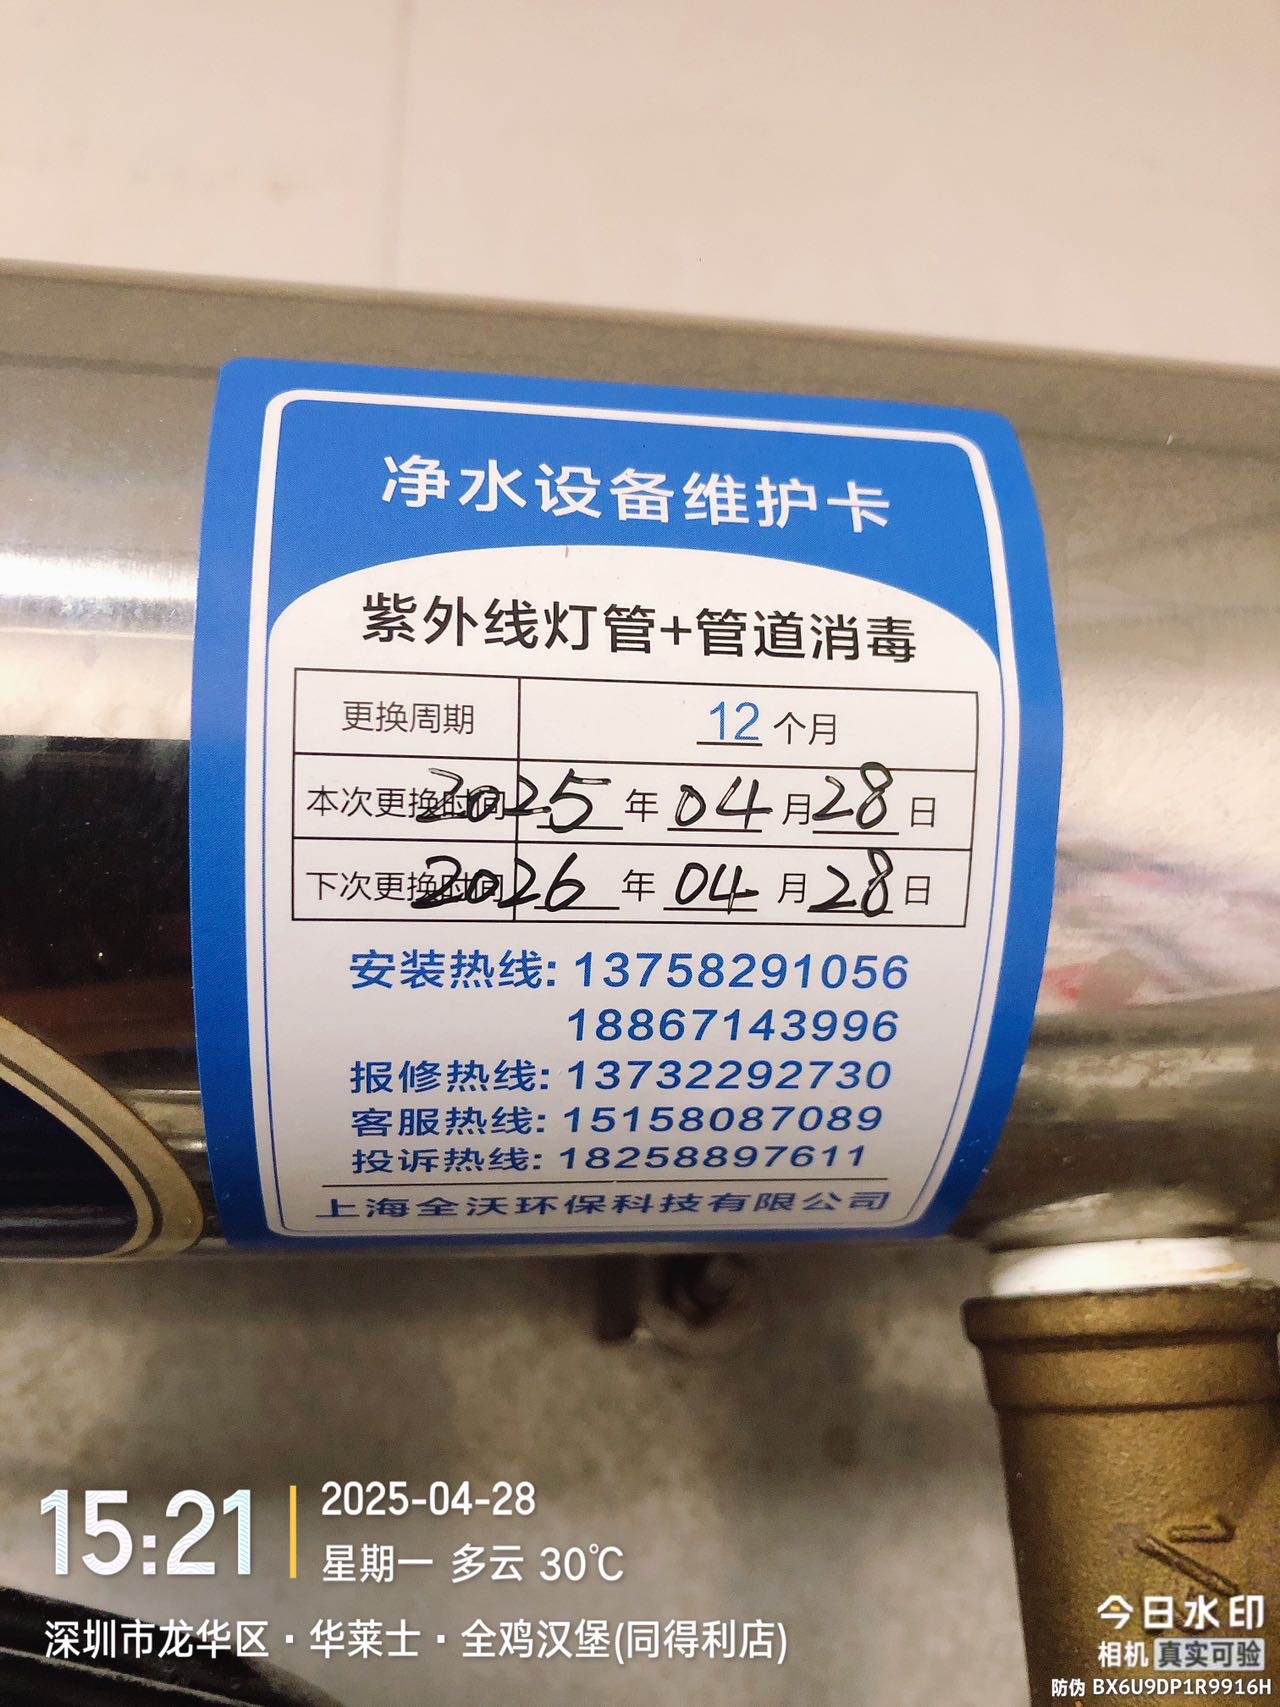 净水设备维护卡
紫外线灯管+管道消毒
更换周期 12 个月
本次更换时间 2025 年 04 月 28 日
下次更换时间 2026 年 04 月 28 日
安装热线: 13758291056
18867143996
报修热线: 13732292730
客服热线: 15158087089
投诉热线: 18258897611
上海全沃环保科技有限公司
15:21
2025-04-28
星期一 多云 30℃
深圳市龙华区·华莱士·全鸡汉堡(同得利店)
今日水印
相机 真实可验
防伪 BX6U9DP1R9916H